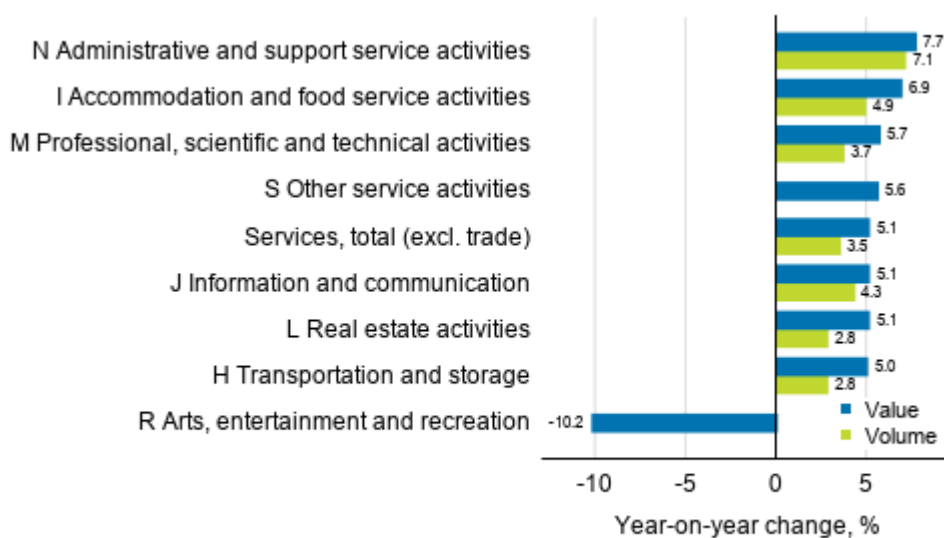 N Administrative and support service activities
7.7
7.1
I Accommodation and food service activities
6.9
4.9
M Professional, scientific and technical activities
5.7
3.7
S Other service activities
5.6
Services, total (excl. trade)
5.1
3.5
J Information and communication
5.1
4.3
L Real estate activities
5.1
2.8
H Transportation and storage
5.0
2.8
R Arts, entertainment and recreation
-10.2
Value
Volume
-10 -5 0 5
Year-on-year change, %